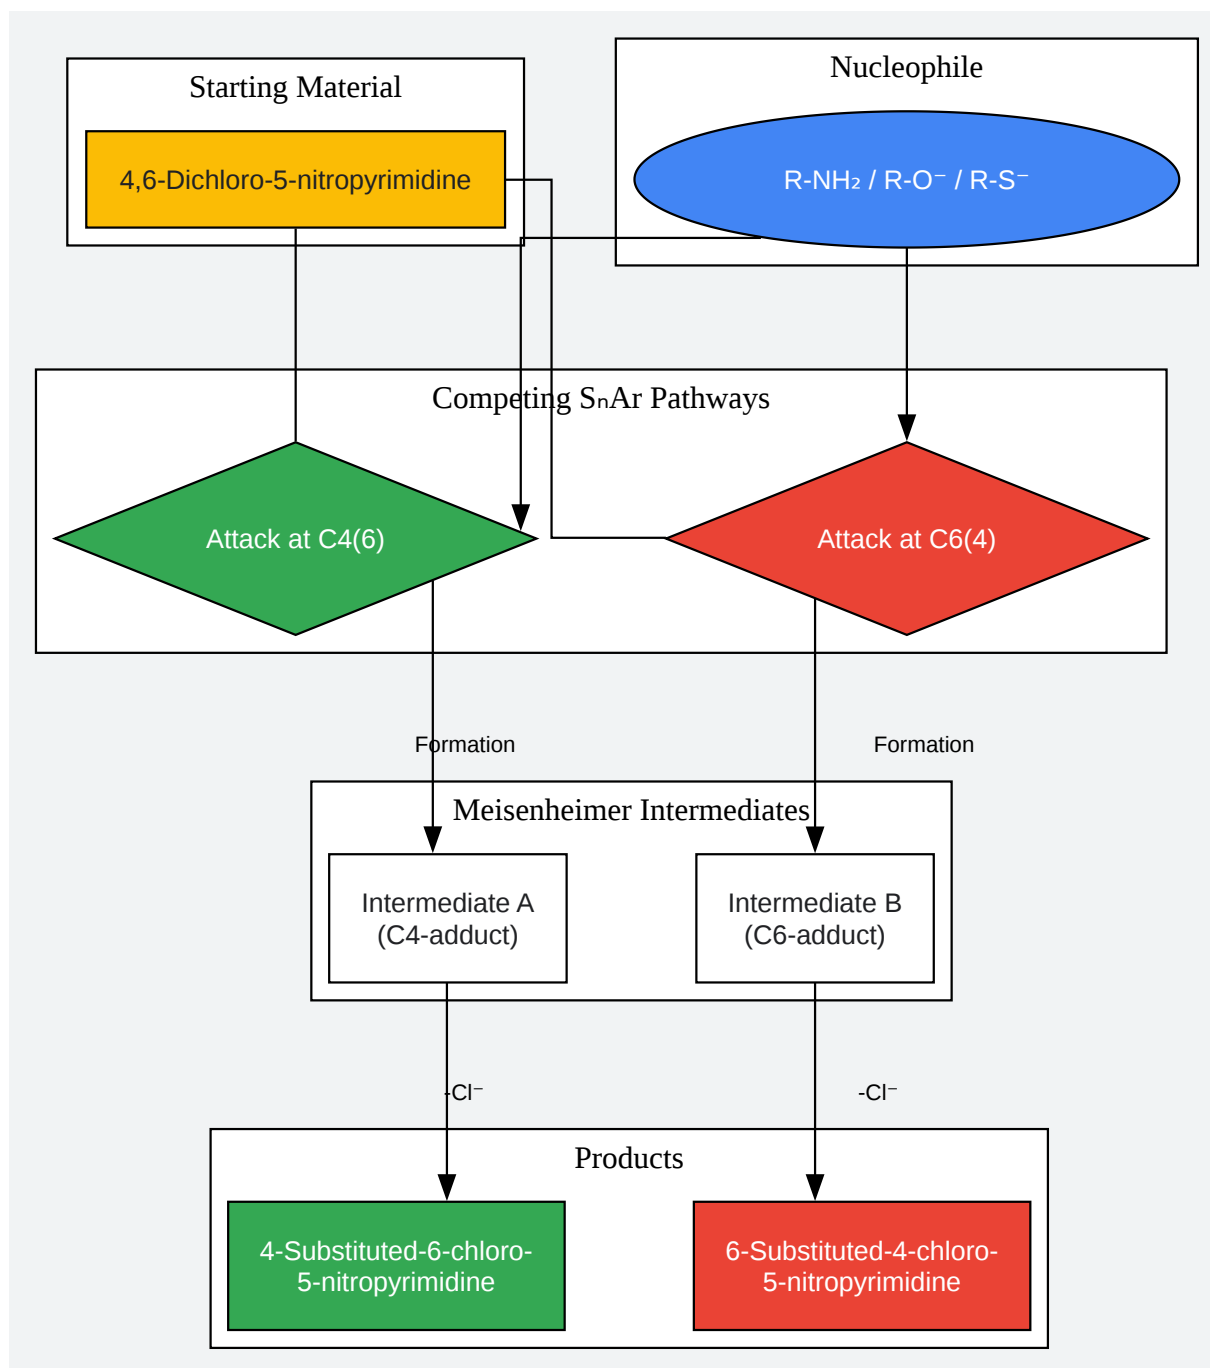 Starting Material
Nucleophile
4,6-Dichloro-5-nitropyrimidine
R-NH₂ / R-O⁻ / R-S⁻
Competing SₙAr Pathways
Attack at C4(6)
Attack at C6(4)
Formation
Formation
Meisenheimer Intermediates
Intermediate A
(C4-adduct)
Intermediate B
(C6-adduct)
-Cl⁻
-Cl⁻
Products
4-Substituted-6-chloro-
5-nitropyrimidine
6-Substituted-4-chloro-
5-nitropyrimidine